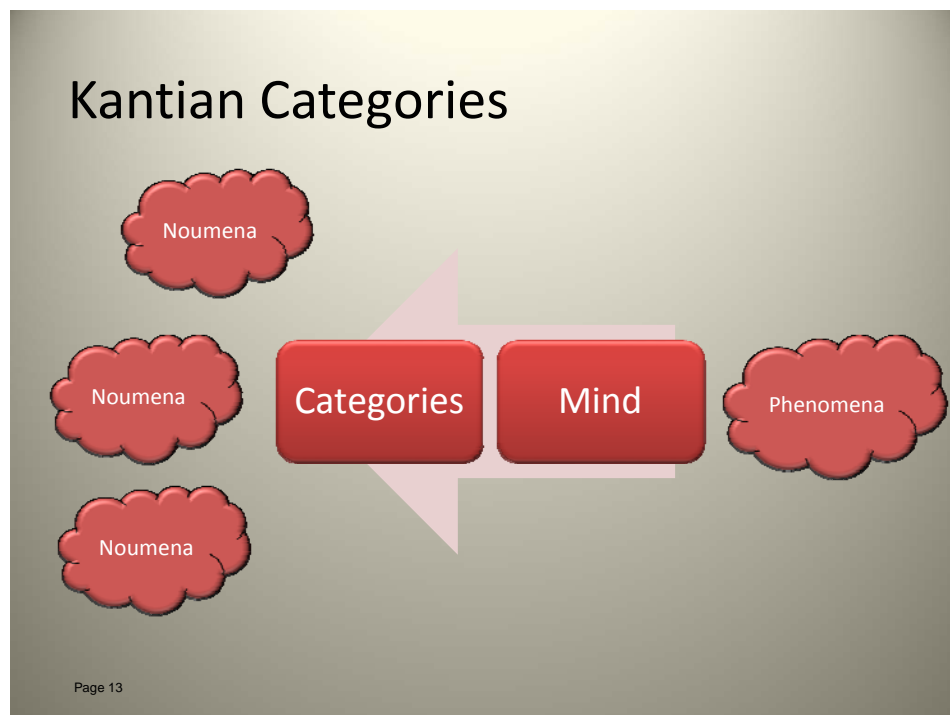 Kantian Categories
Noumena
Noumena
Categories
Mind
Phenomena
Noumena
Page 13